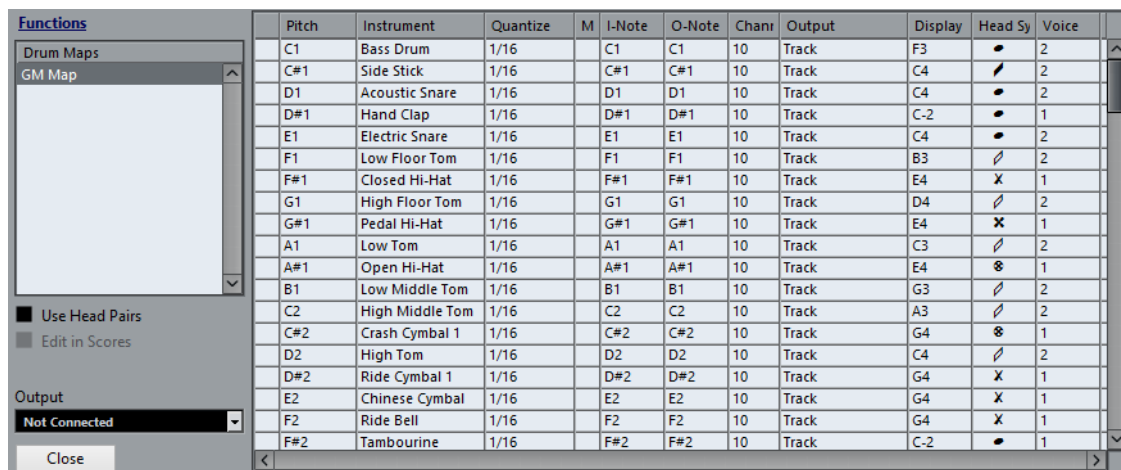 Functions
Drum Maps
GM Map
Use Head Pairs
Edit in Scores
Output
Not Connected
Close
Pitch Instrument Quantize M I-Note O-Note Chanr Output Display Head Sy Voice
C1 Bass Drum 1/16 C1 C1 10 Track F3 2
C#1 Side Stick 1/16 C#1 C#1 10 Track C4 2
D1 Acoustic Snare 1/16 D1 D1 10 Track C4 2
D#1 Hand Clap 1/16 D#1 D#1 10 Track C-2 1
E1 Electric Snare 1/16 E1 E1 10 Track C4 2
F1 Low Floor Tom 1/16 F1 F1 10 Track B3 2
F#1 Closed Hi-Hat 1/16 F#1 F#1 10 Track E4 1
G1 High Floor Tom 1/16 G1 G1 10 Track D4 2
G#1 Pedal Hi-Hat 1/16 G#1 G#1 10 Track E4 1
A1 Low Tom 1/16 A1 A1 10 Track C3 2
A#1 Open Hi-Hat 1/16 A#1 A#1 10 Track E4 1
B1 Low Middle Tom 1/16 B1 B1 10 Track G3 2
C2 High Middle Tom 1/16 C2 C2 10 Track A3 2
C#2 Crash Cymbal 1 1/16 C#2 C#2 10 Track G4 1
D2 High Tom 1/16 D2 D2 10 Track C4 2
D#2 Ride Cymbal 1 1/16 D#2 D#2 10 Track G4 1
E2 Chinese Cymbal 1/16 E2 E2 10 Track G4 1
F2 Ride Bell 1/16 F2 F2 10 Track G4 1
F#2 Tambourine 1/16 F#2 F#2 10 Track C-2 1